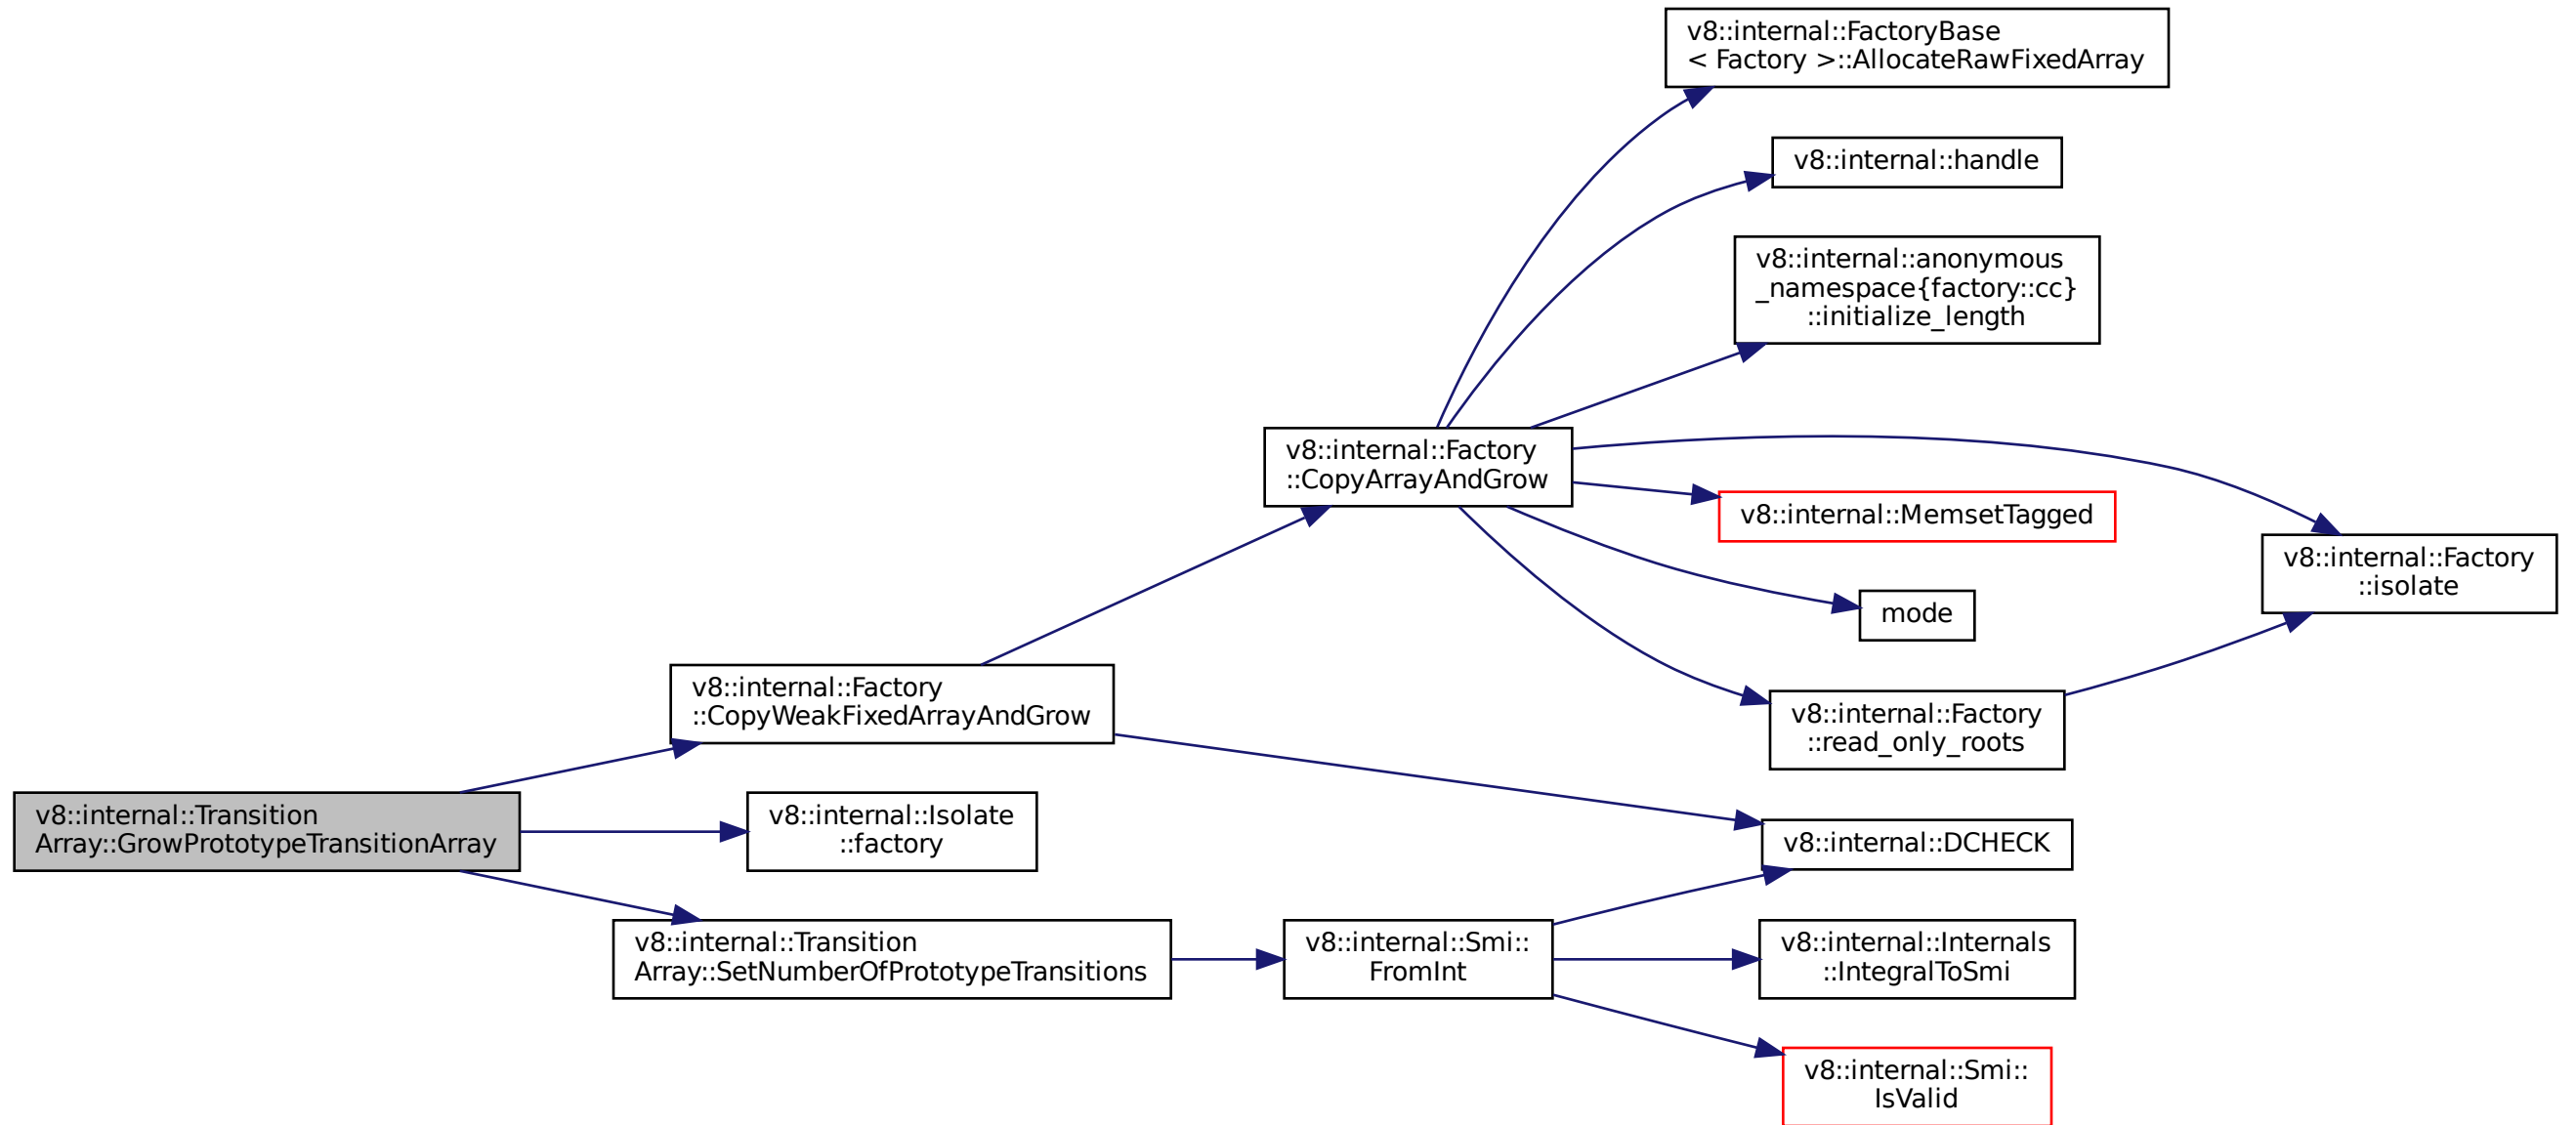 v8::internal::FactoryBase
< Factory >::AllocateRawFixedArray
v8::internal::handle
v8::internal::anonymous
_namespace{factory::cc}
::initialize_length
v8::internal::Factory
::CopyArrayAndGrow
v8::internal::MemsetTagged
v8::internal::Factory
::isolate
mode
v8::internal::Factory
::CopyWeakFixedArrayAndGrow
v8::internal::Factory
::read_only_roots
v8::internal::Transition
Array::GrowPrototypeTransitionArray
v8::internal::Isolate
::factory
v8::internal::DCHECK
v8::internal::Transition
Array::SetNumberOfPrototypeTransitions
v8::internal::Smi::
FromInt
v8::internal::Internals
::IntegralToSmi
v8::internal::Smi::
IsValid